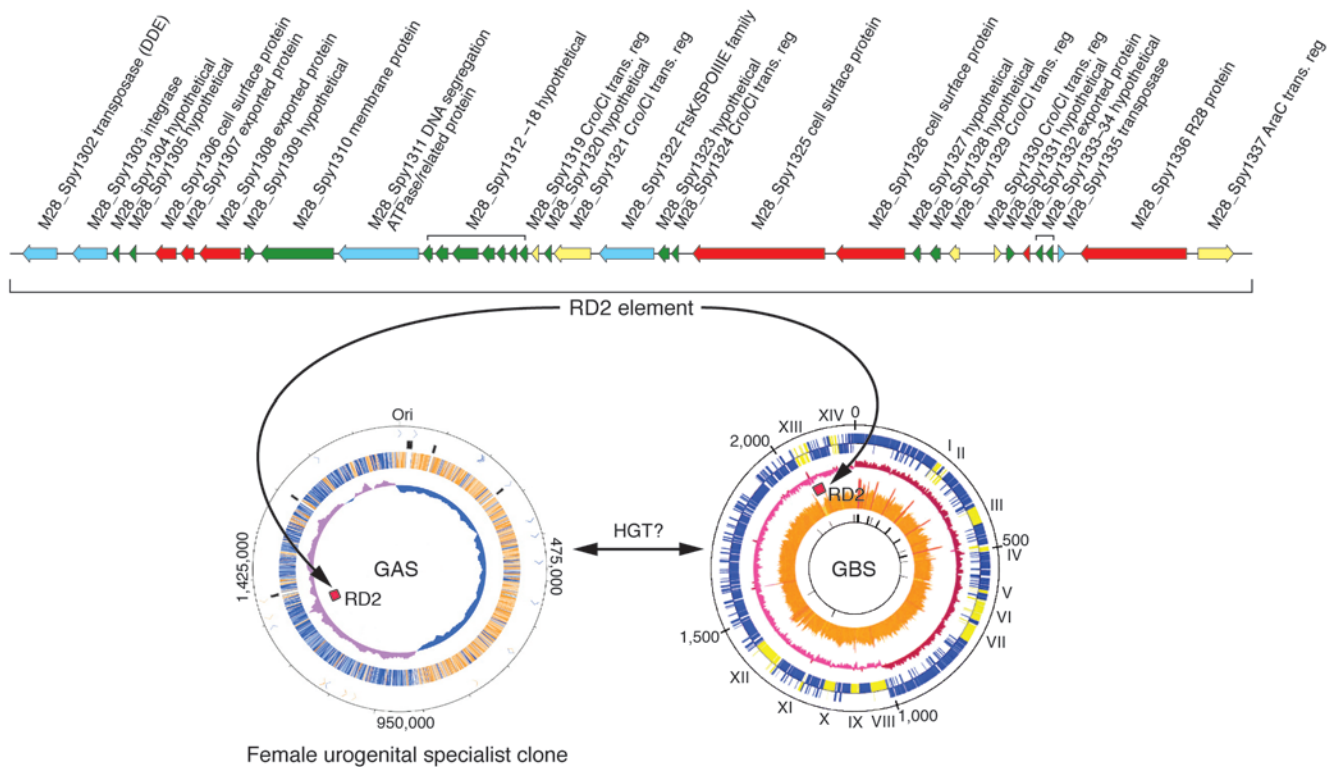 M28_Spy1302 transposase (DDE)
M28_Spy1303 integrase
M28_Spy1304 hypothetical
M28_Spy1305 hypothetical
M28_Spy1306 cell surface protein
M28_Spy1307 exported protein
M28_Spy1308 exported protein
M28_Spy1309 hypothetical
M28_Spy1310 membrane protein
M28_Spy1311 DNA segregation
ATPase/related protein
M28_Spy1312 –18 hypothetical
M28_Spy1319 Cro/CI trans. reg
M28_Spy1320 hypothetical
M28_Spy1321 Cro/CI trans. reg
M28_Spy1322 FtsK/SPOIIIE family
M28_Spy1323 hypothetical
M28_Spy1324 Cro/CI trans. reg
M28_Spy1325 cell surface protein
M28_Spy1326 cell surface protein
M28_Spy1327 hypothetical
M28_Spy1328 hypothetical
M28_Spy1329 Cro/CI trans. reg
M28_Spy1330 Cro/CI trans. reg
M28_Spy1331 hypothetical
M28_Spy1332 exported protein
M28_Spy1333–34 hypothetical
M28_Spy1335 transposase
M28_Spy1336 R28 protein
M28_Spy1337 AraC trans. reg
RD2 element
Ori
475,000
950,000
1,425,000
GAS
RD2
Female urogenital specialist clone
HGT?
0
I
II
III
500
IV
V
VI
VII
1,000
VIII
IX
X
XI
XII
1,500
2,000
XIII
XIV
RD2
GBS